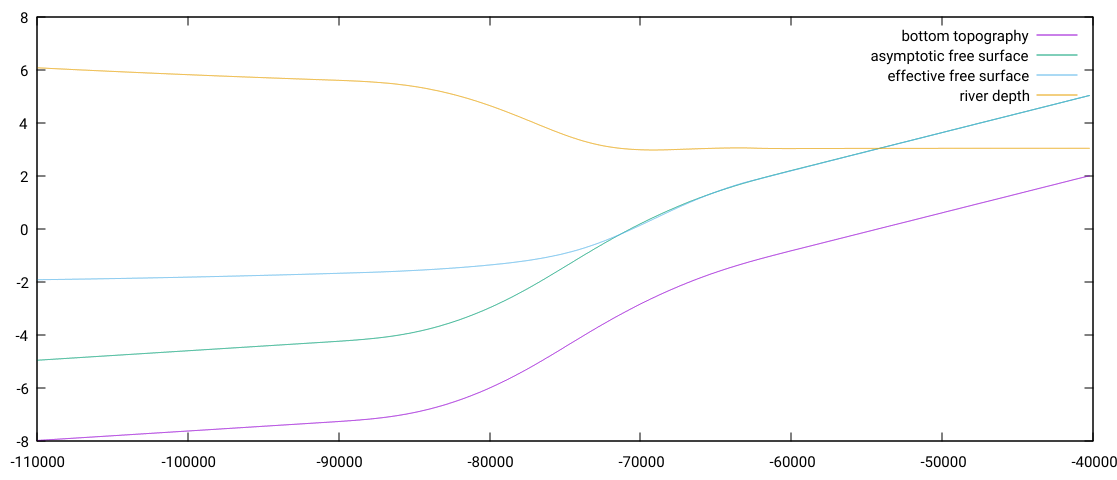 8
6
4
2
0
-2
-4
-6
-8
bottom topography
asymptotic free surface
effective free surface
river depth
-110000 -100000 -90000 -80000 -70000 -60000 -50000 -40000